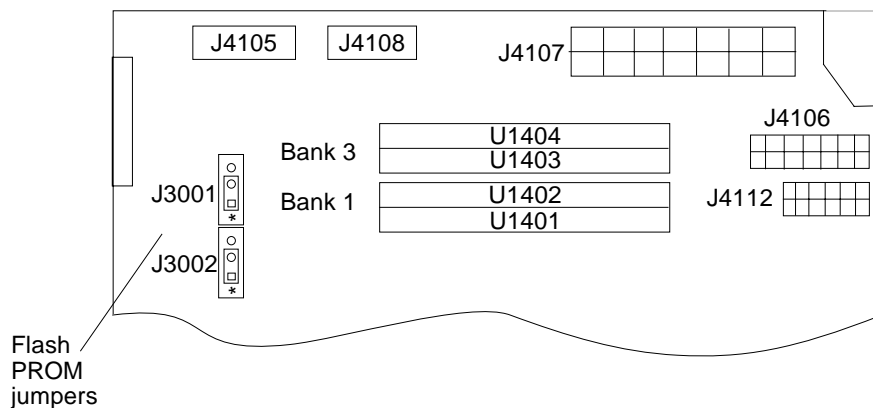 J4105
J4108
J4107
J4106
Bank 3
U1404
U1403
J3001
Bank 1
U1402
U1401
J4112
*
J3002
*
Flash
PROM
jumpers